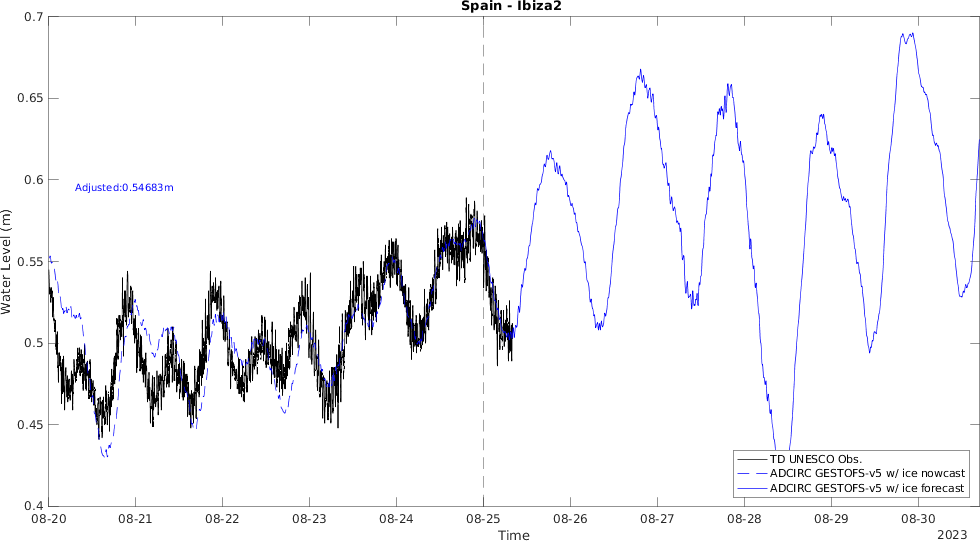 Spain - Ibiza2
0.7
0.65
0.6
0.55
0.5
0.45
0.4
Water Level (m)
Adjusted:0.54683m
TD UNESCO Obs.
ADCIRC GESTOFS-v5 w/ ice nowcast
ADCIRC GESTOFS-v5 w/ ice forecast
08-20 08-21 08-22 08-23 08-24 08-25 08-26 08-27 08-28 08-29 08-30
Time
2023